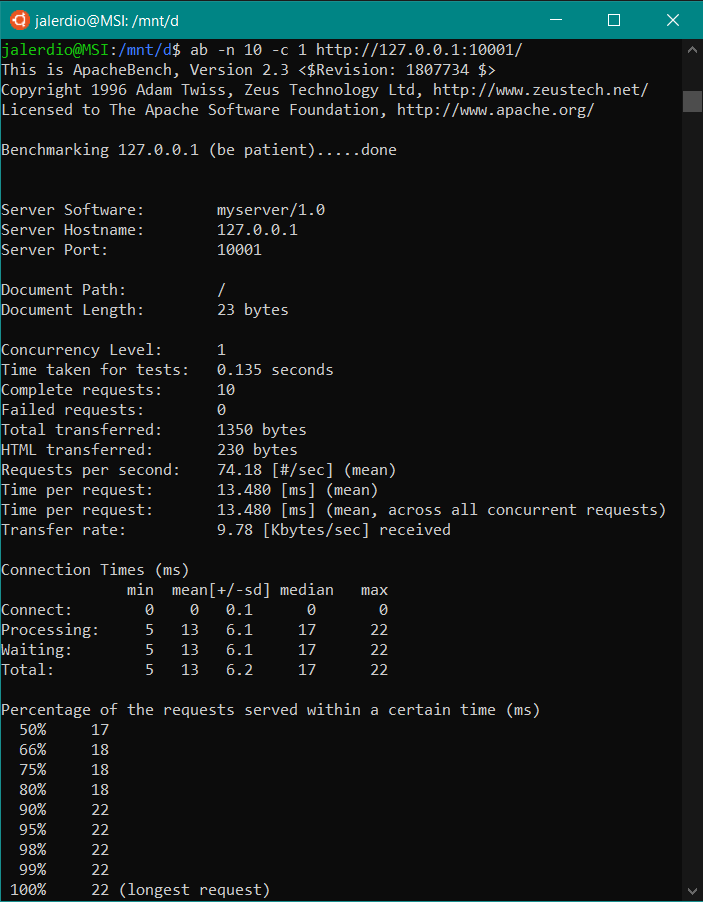 jalerdio@MSI: /mnt/d
jalerdio@MSI:/mnt/d$ ab -n 10 -c 1 http://127.0.0.1:10001/
This is ApacheBench, Version 2.3 <$Revision: 1807734 $>
Copyright 1996 Adam Twiss, Zeus Technology Ltd, http://www.zeustech.net/
Licensed to The Apache Software Foundation, http://www.apache.org/

Benchmarking 127.0.0.1 (be patient).....done


Server Software:        myserver/1.0
Server Hostname:        127.0.0.1
Server Port:            10001

Document Path:          /
Document Length:        23 bytes

Concurrency Level:      1
Time taken for tests:   0.135 seconds
Complete requests:      10
Failed requests:        0
Total transferred:      1350 bytes
HTML transferred:       230 bytes
Requests per second:    74.18 [#/sec] (mean)
Time per request:       13.480 [ms] (mean)
Time per request:       13.480 [ms] (mean, across all concurrent requests)
Transfer rate:          9.78 [Kbytes/sec] received

Connection Times (ms)
              min  mean[+/-sd] median   max
Connect:        0    0   0.1      0       0
Processing:     5   13   6.1     17      22
Waiting:        5   13   6.1     17      22
Total:          5   13   6.2     17      22

Percentage of the requests served within a certain time (ms)
  50%     17
  66%     18
  75%     18
  80%     18
  90%     22
  95%     22
  98%     22
  99%     22
 100%     22 (longest request)